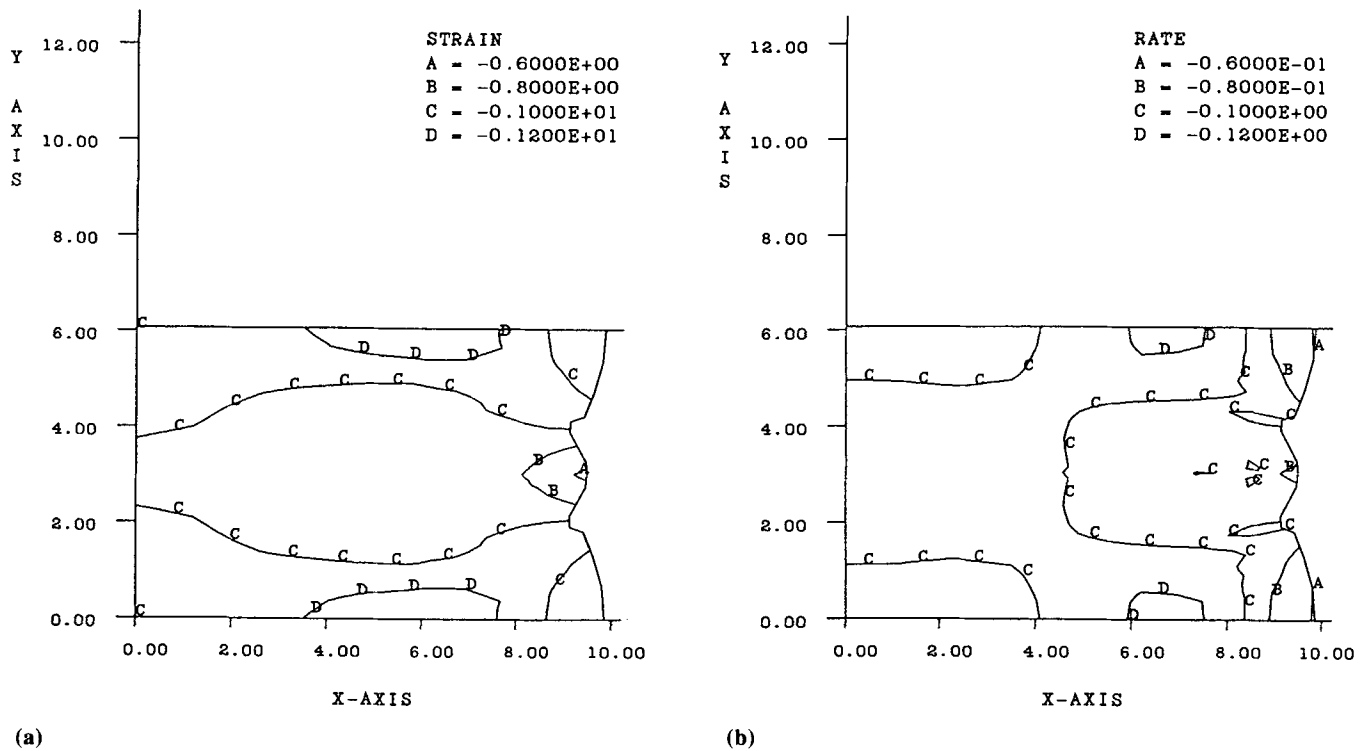 STRAIN
A = -0.6000E+00
B = -0.8000E+00
C = -0.1000E+01
D = -0.1200E+01
Y AXIS
12.00
10.00
8.00
6.00
4.00
2.00
0.00
C
D
D
D
D
C
C
C
C
C
C
C
C
C
B
A
B
C
C
C
C
C
C
C
C
D
D
D
D
C
0.00 2.00 4.00 6.00 8.00 10.00
X-AXIS
(a)
RATE
A = -0.6000E-01
B = -0.8000E-01
C = -0.1000E+00
D = -0.1200E+00
Y AXIS
12.00
10.00
8.00
6.00
4.00
2.00
0.00
D
D
A
C
C
B
C
C
C
C
C
C
C
C
C
C
C
B
C
C
C
C
C
C
C
C
C
C
C
C
D
C
B
A
D
0.00 2.00 4.00 6.00 8.00 10.00
X-AXIS
(b)